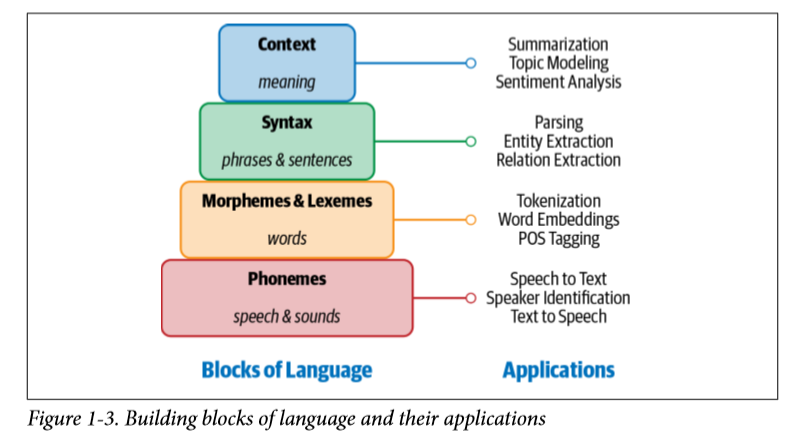 Context
meaning
Summarization
Topic Modeling
Sentiment Analysis
Syntax
phrases & sentences
Parsing
Entity Extraction
Relation Extraction
Morphemes & Lexemes
words
Tokenization
Word Embeddings
POS Tagging
Phonemes
speech & sounds
Speech to Text
Speaker Identification
Text to Speech
Blocks of Language
Applications
Figure 1-3. Building blocks of language and their applications